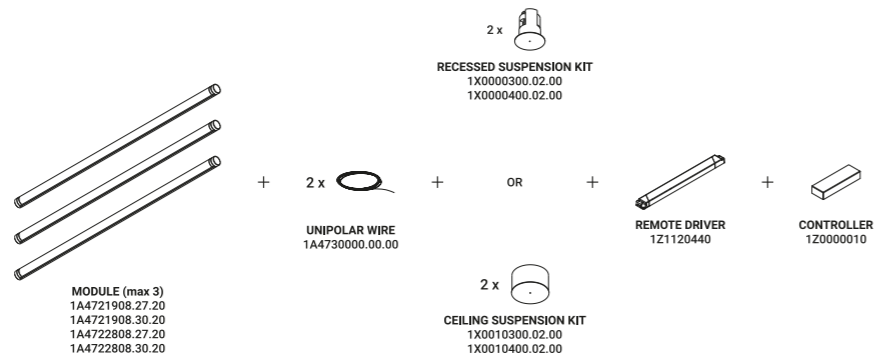 2 x
RECESSED SUSPENSION KIT
1X0000300.02.00
1X0000400.02.00
+
2 x
+
OR
+
+
UNIPOLAR WIRE
1A4730000.00.00
REMOTE DRIVER
1Z1120440
CONTROLLER
1Z0000010
2 x
MODULE (max 3)
1A4721908.27.20
1A4721908.30.20
1A4722808.27.20
1A4722808.30.20
CEILING SUSPENSION KIT
1X0010300.02.00
1X0010400.02.00